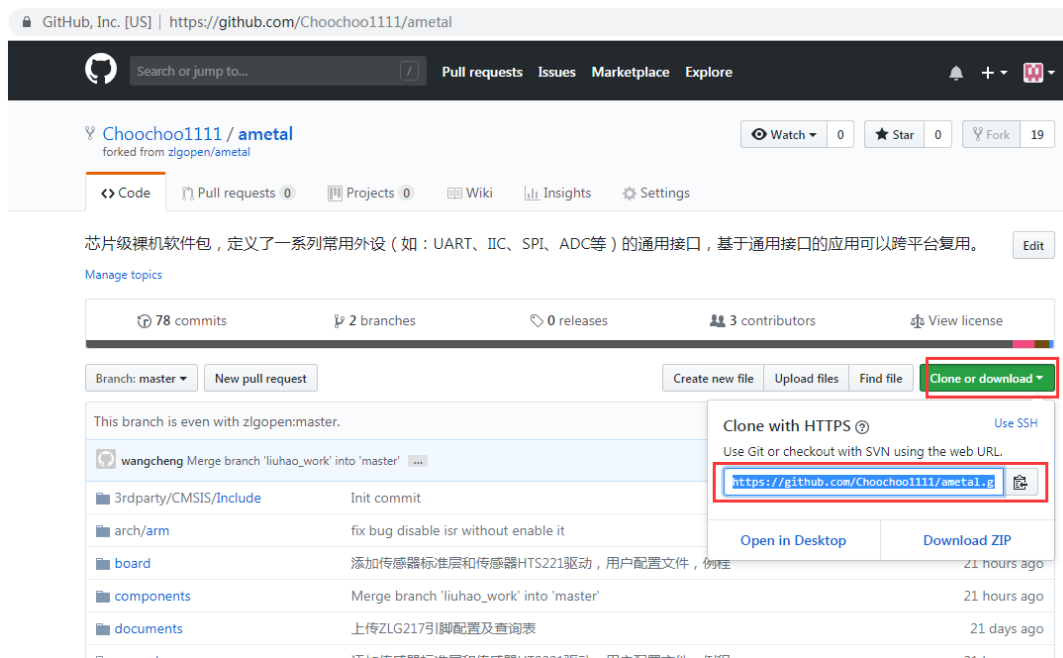 GitHub, Inc. [US] | https://github.com/Choochoo1111/ametal
Search or jump to... / Pull requests Issues Marketplace Explore
Choochoo1111 / ametal
Watch 0 Star 0 Fork 19
forked from zlgopen/ametal
Code Pull requests 0 Projects 0 Wiki Insights Settings
芯片级裸机软件包，定义了一系列常用外设（如：UART、IIC、SPI、ADC等）的通用接口，基于通用接口的应用可以跨平台复用。 Edit
Manage topics
78 commits 2 branches 0 releases 3 contributors View license
Branch: master New pull request Create new file Upload files Find file Clone or download
This branch is even with zlgopen:master.
wangcheng Merge branch 'liuhao_work' into 'master' ...
Clone with HTTPS ? Use SSH
Use Git or checkout with SVN using the web URL.
https://github.com/Choochoo1111/ametal.g
Open in Desktop Download ZIP
3rdparty/CMSIS/Include Init commit
arch/arm fix bug disable isr without enable it
board 添加传感器标准层和传感器HTS221驱动，用户配置文件，例程 21 hours ago
components Merge branch 'liuhao_work' into 'master' 21 hours ago
documents 上传ZLG217引脚配置及查询表 21 days ago